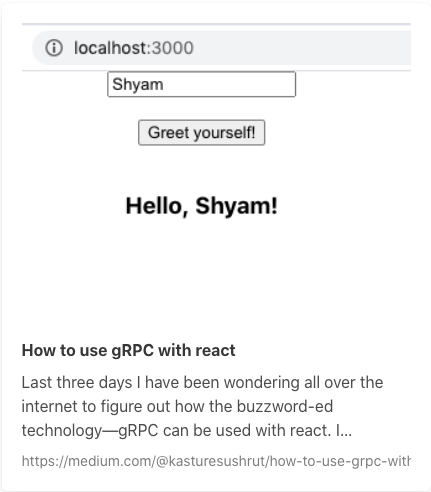 localhost:3000
Shyam
Greet yourself!
Hello, Shyam!
How to use gRPC with react
Last three days I have been wondering all over the
internet to figure out how the buzzword-ed
technology—gRPC can be used with react. I...
https://medium.com/@kasturesushrut/how-to-use-grpc-with